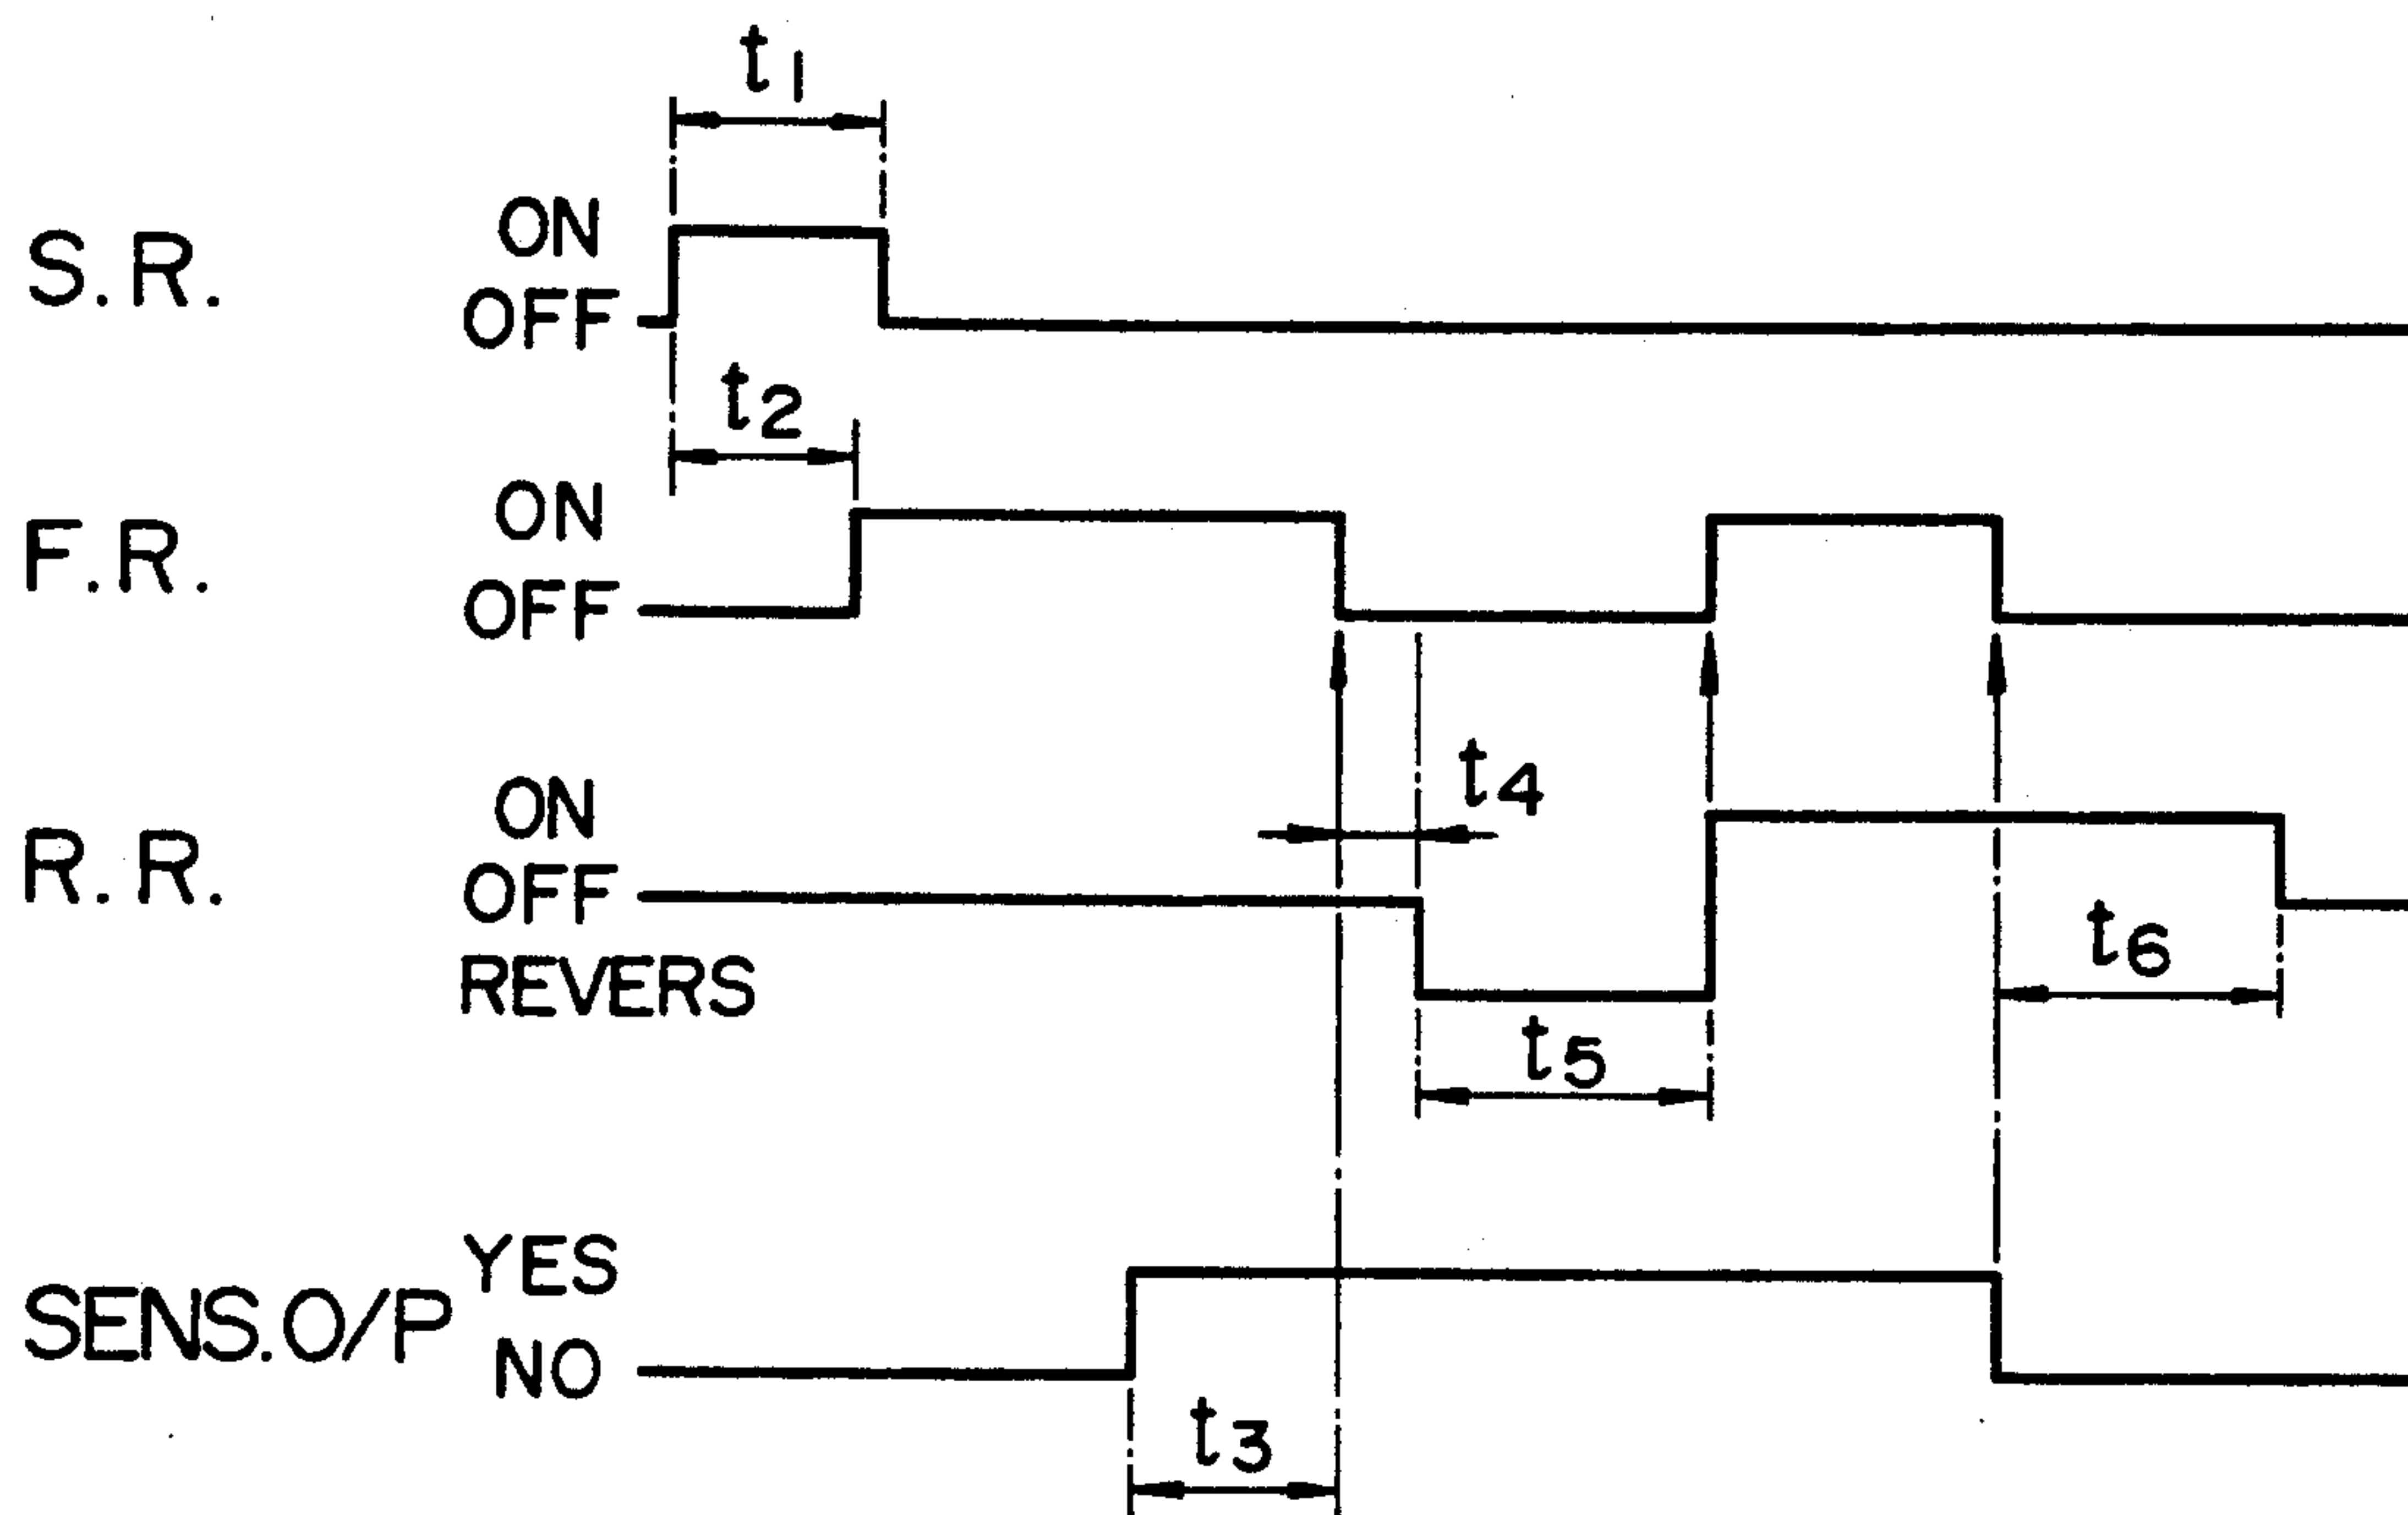 t1
S.R. ON
OFF
t2
F.R. ON
OFF
t4
R.R. ON
OFF
REVERS
t6
t5
SENS.O/P YES
NO
t3